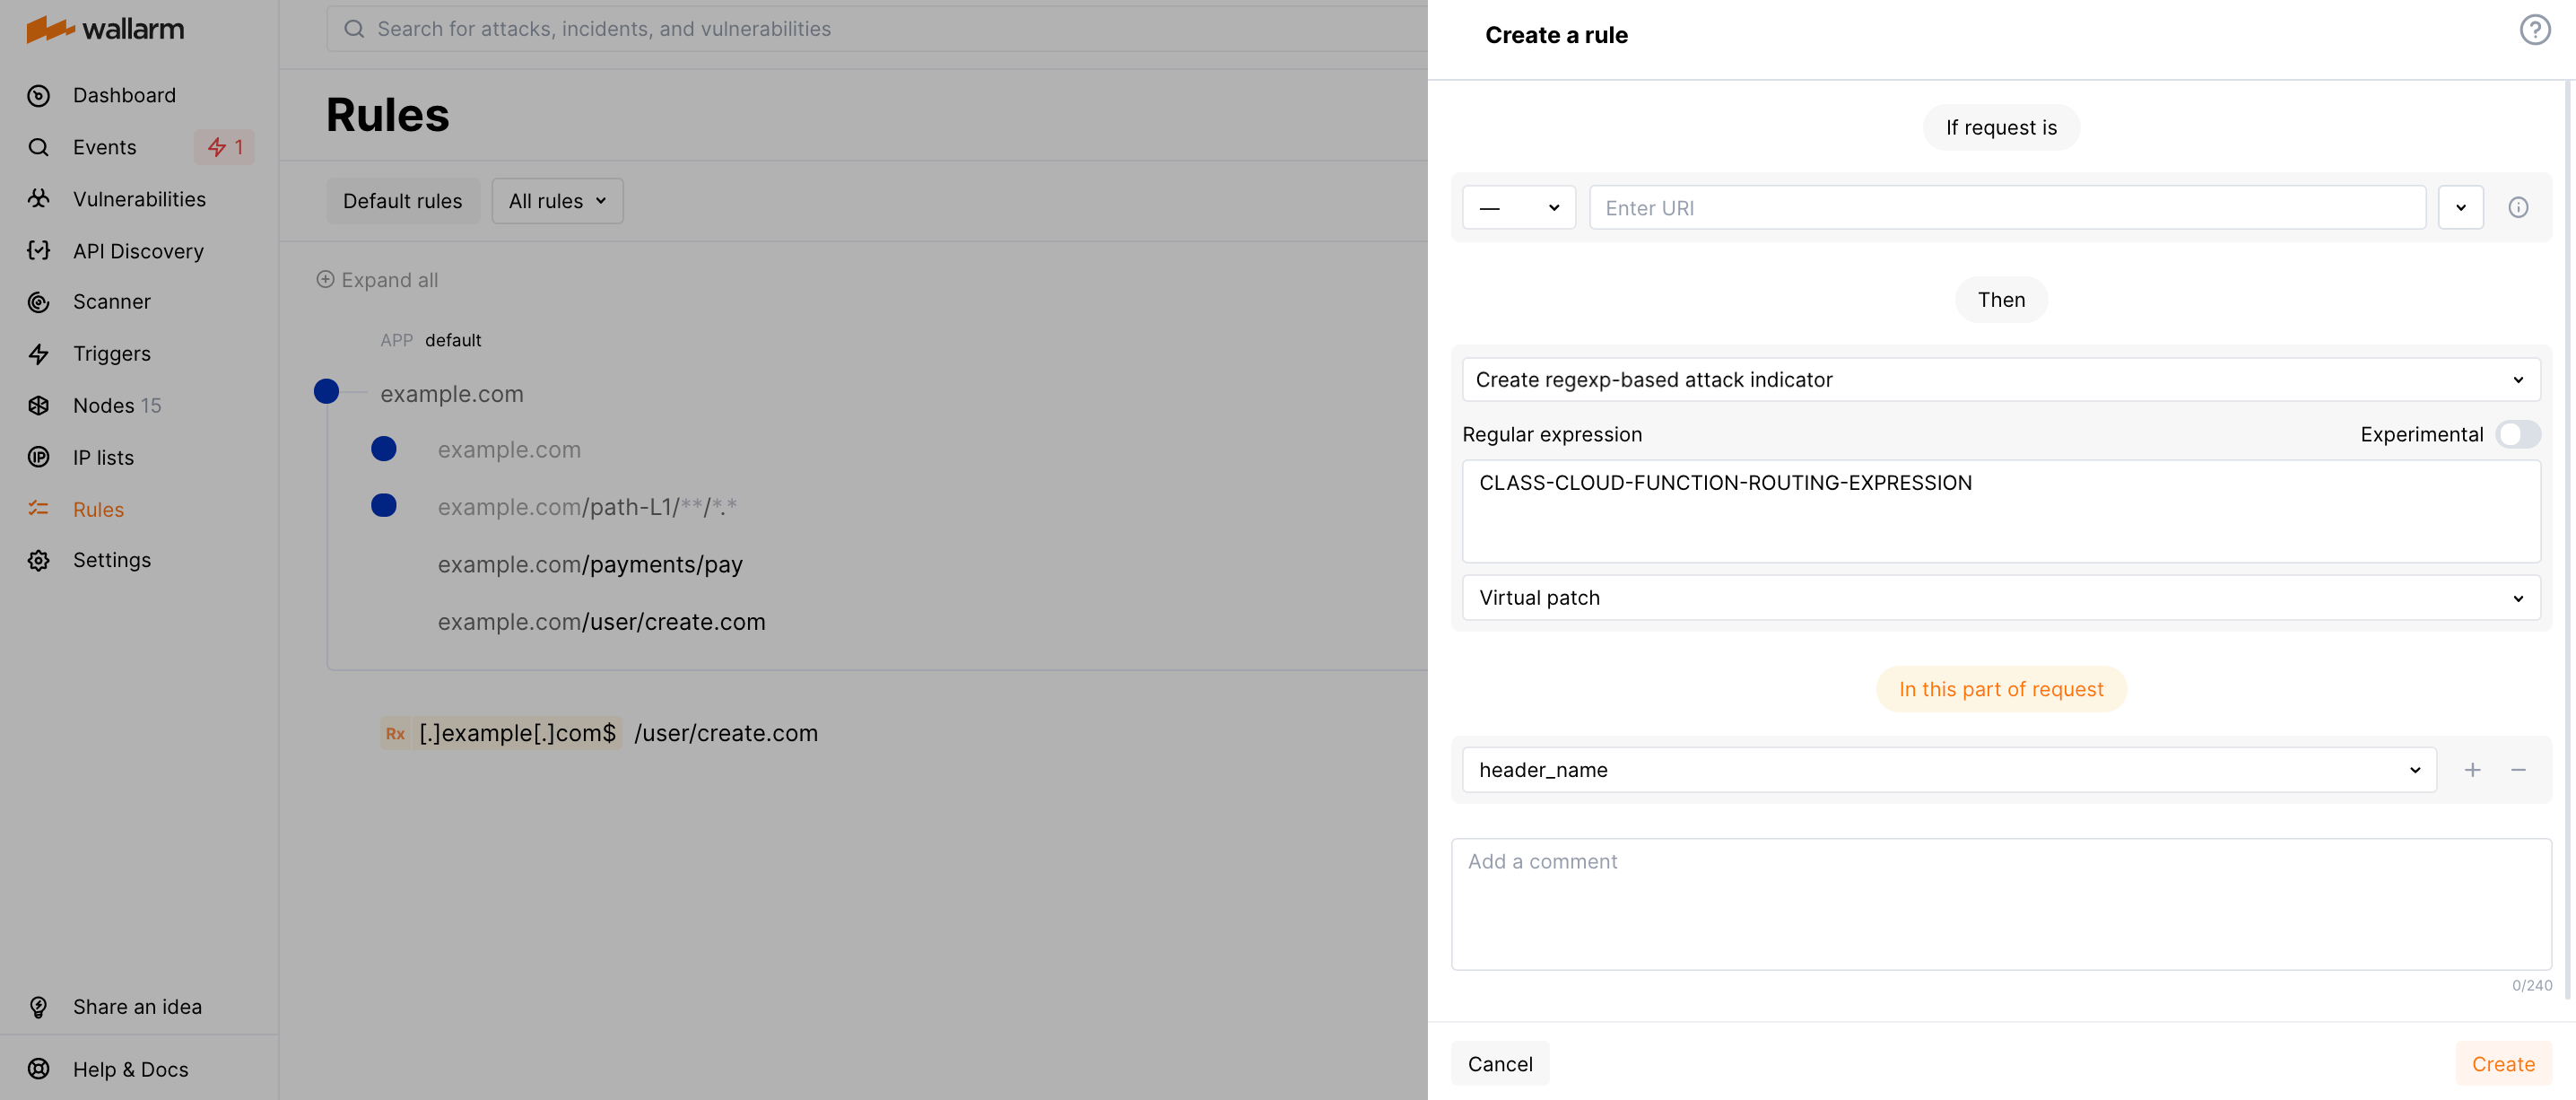 wallarm
Dashboard
Events 1
Vulnerabilities
API Discovery
Scanner
Triggers
Nodes 15
IP lists
Rules
Settings
Share an idea
Help & Docs
Search for attacks, incidents, and vulnerabilities
Rules
Default rules All rules
Expand all
APP default
example.com
example.com
example.com/path-L1/**/*.*
example.com/payments/pay
example.com/user/create.com
Rx [.]example[.]com$ /user/create.com
Create a rule
If request is
— Enter URI
Then
Create regexp-based attack indicator
Regular expression Experimental
CLASS-CLOUD-FUNCTION-ROUTING-EXPRESSION
Virtual patch
In this part of request
header_name
Add a comment
0/240
Cancel Create